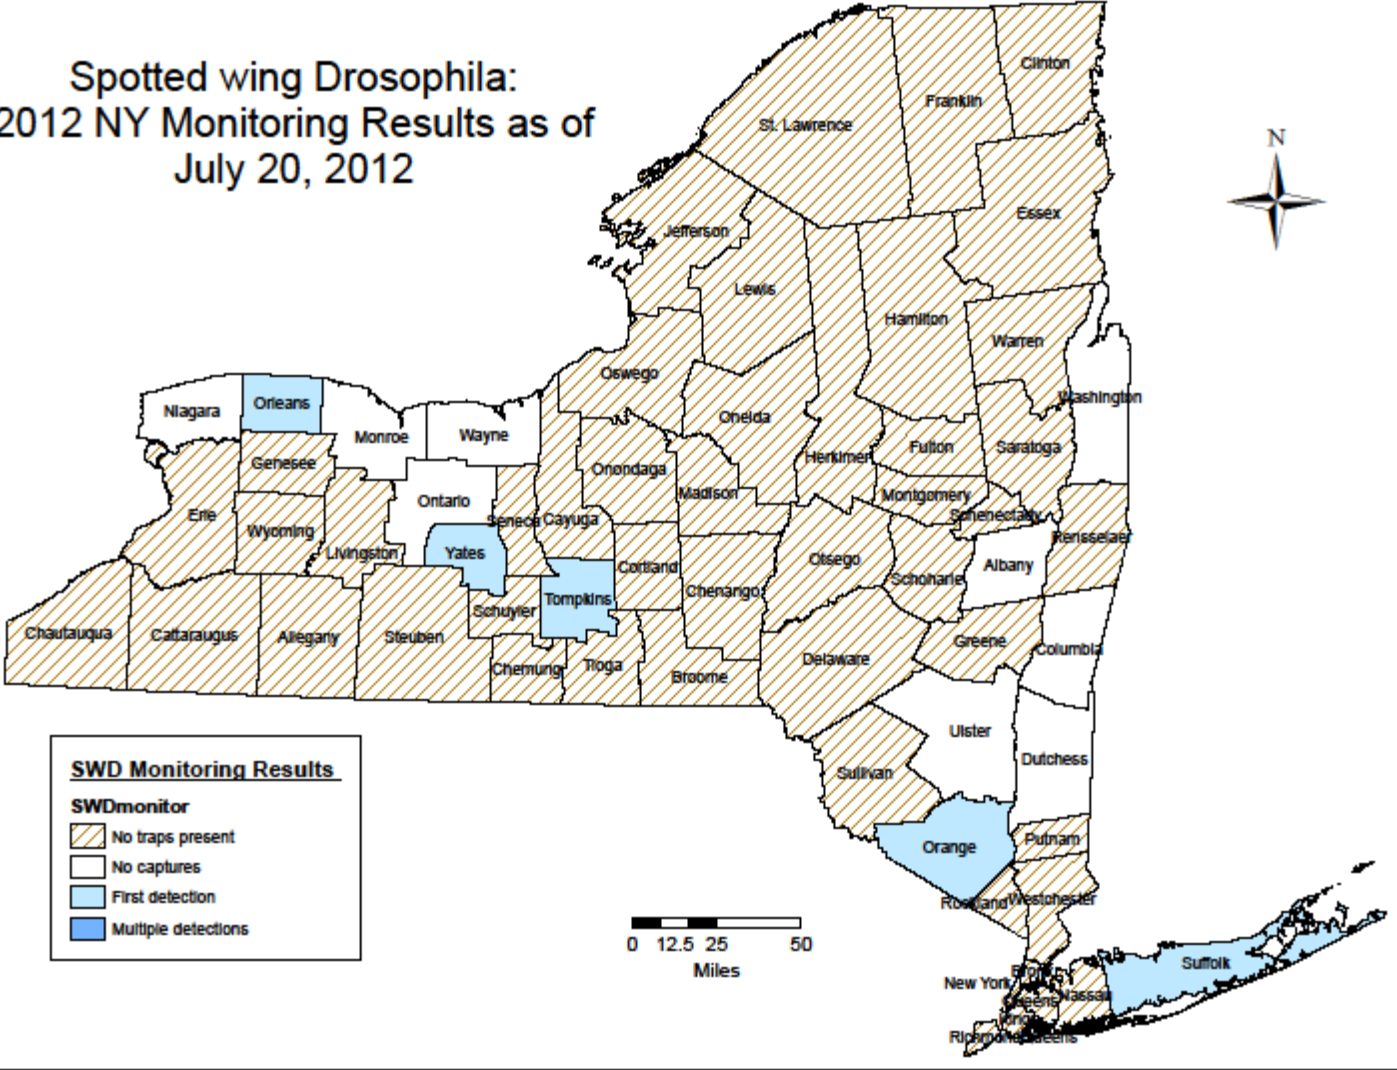 Spotted wing Drosophila:
2012 NY Monitoring Results as of
July 20, 2012
N
Clinton
Franklin
St. Lawrence
Essex
Jefferson
Lewis
Hamilton
Warren
Oswego
Washington
Niagara
Orleans
Oneida
Monroe
Wayne
Herkimer
Fulton
Saratoga
Genesee
Onondaga
Madison
Montgomery
Ontario
Erie
Seneca
Cayuga
Schenectady
Wyoming
Rensselaer
Livingston
Yates
Otsego
Albany
Cortland
Schoharie
Chenango
Tompkins
Schuyler
Chautauqua
Cattaraugus
Allegany
Steuben
Greene
Columbia
Delaware
Chemung
Tioga
Broome
Ulster
Dutchess
Sullivan
Putnam
Orange
Rockland
Westchester
Suffolk
Bronx
New York
Nassau
Queens
Kings
Richmond
Queens
SWD Monitoring Results
SWDmonitor
No traps present
No captures
First detection
Multiple detections
0 12.5 25 50
Miles